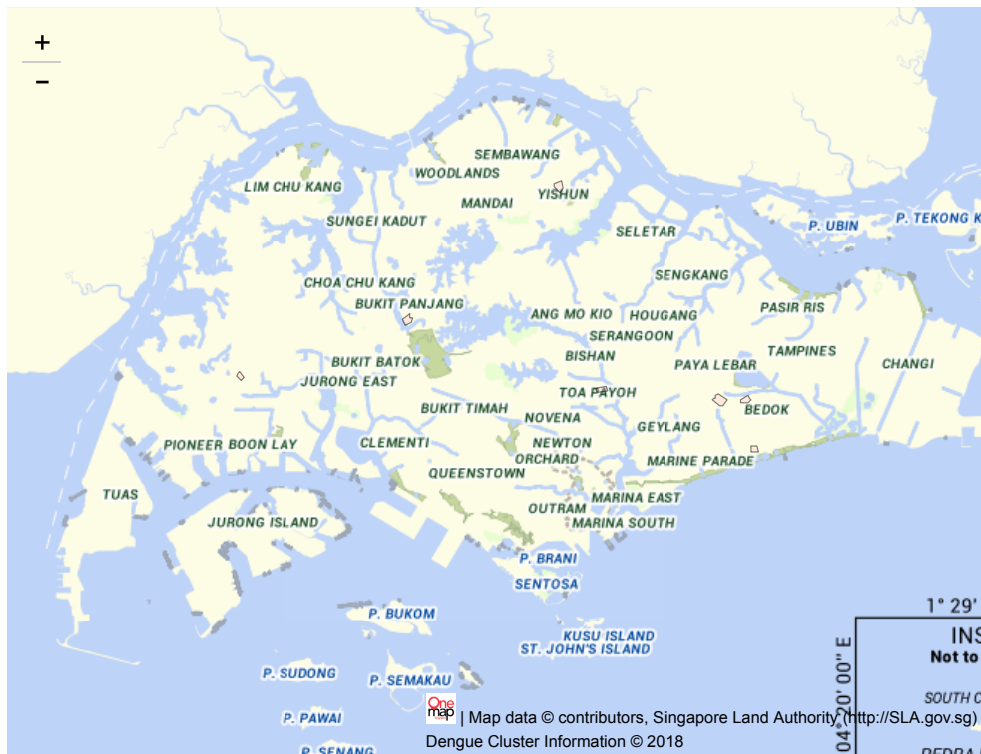 +
−
SEMBAWANG
WOODLANDS
LIM CHU KANG
YISHUN
MANDAI
SUNGEI KADUT
SELETAR
P. UBIN
P. TEKONG K
SENGKANG
CHOA CHU KANG
BUKIT PANJANG
ANG MO KIO
HOUGANG
PASIR RIS
SERANGOON
BISHAN
TAMPINES
BUKIT BATOK
PAYA LEBAR
CHANGI
JURONG EAST
TOA PAYOH
BUKIT TIMAH
NOVENA
BEDOK
GEYLANG
PIONEER BOON LAY
CLEMENTI
NEWTON
ORCHARD
MARINE PARADE
QUEENSTOWN
TUAS
MARINA EAST
OUTRAM
JURONG ISLAND
MARINA SOUTH
P. BRANI
SENTOSA
P. BUKOM
KUSU ISLAND
ST. JOHN'S ISLAND
P. SUDONG
P. SEMAKAU
P. PAWAI
P. SENANG
1° 29'
INS
Not to
04° 20' 00" E
SOUTH C
PEDRA
One map | Map data © contributors, Singapore Land Authority (http://SLA.gov.sg)
Dengue Cluster Information © 2018